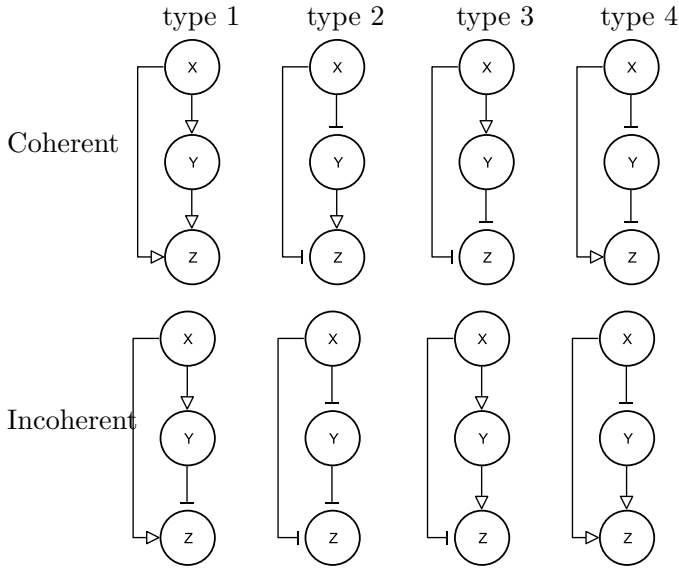 type 1 type 2 type 3 type 4
X X X X
Coherent
Y Y Y Y
Z Z Z Z
X X X X
Incoherent
Y Y Y Y
Z Z Z Z